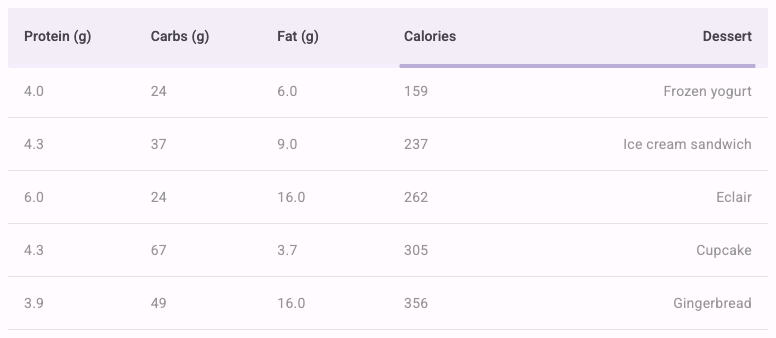 Protein (g) Carbs (g) Fat (g) Calories Dessert
4.0 24 6.0 159 Frozen yogurt
4.3 37 9.0 237 Ice cream sandwich
6.0 24 16.0 262 Eclair
4.3 67 3.7 305 Cupcake
3.9 49 16.0 356 Gingerbread